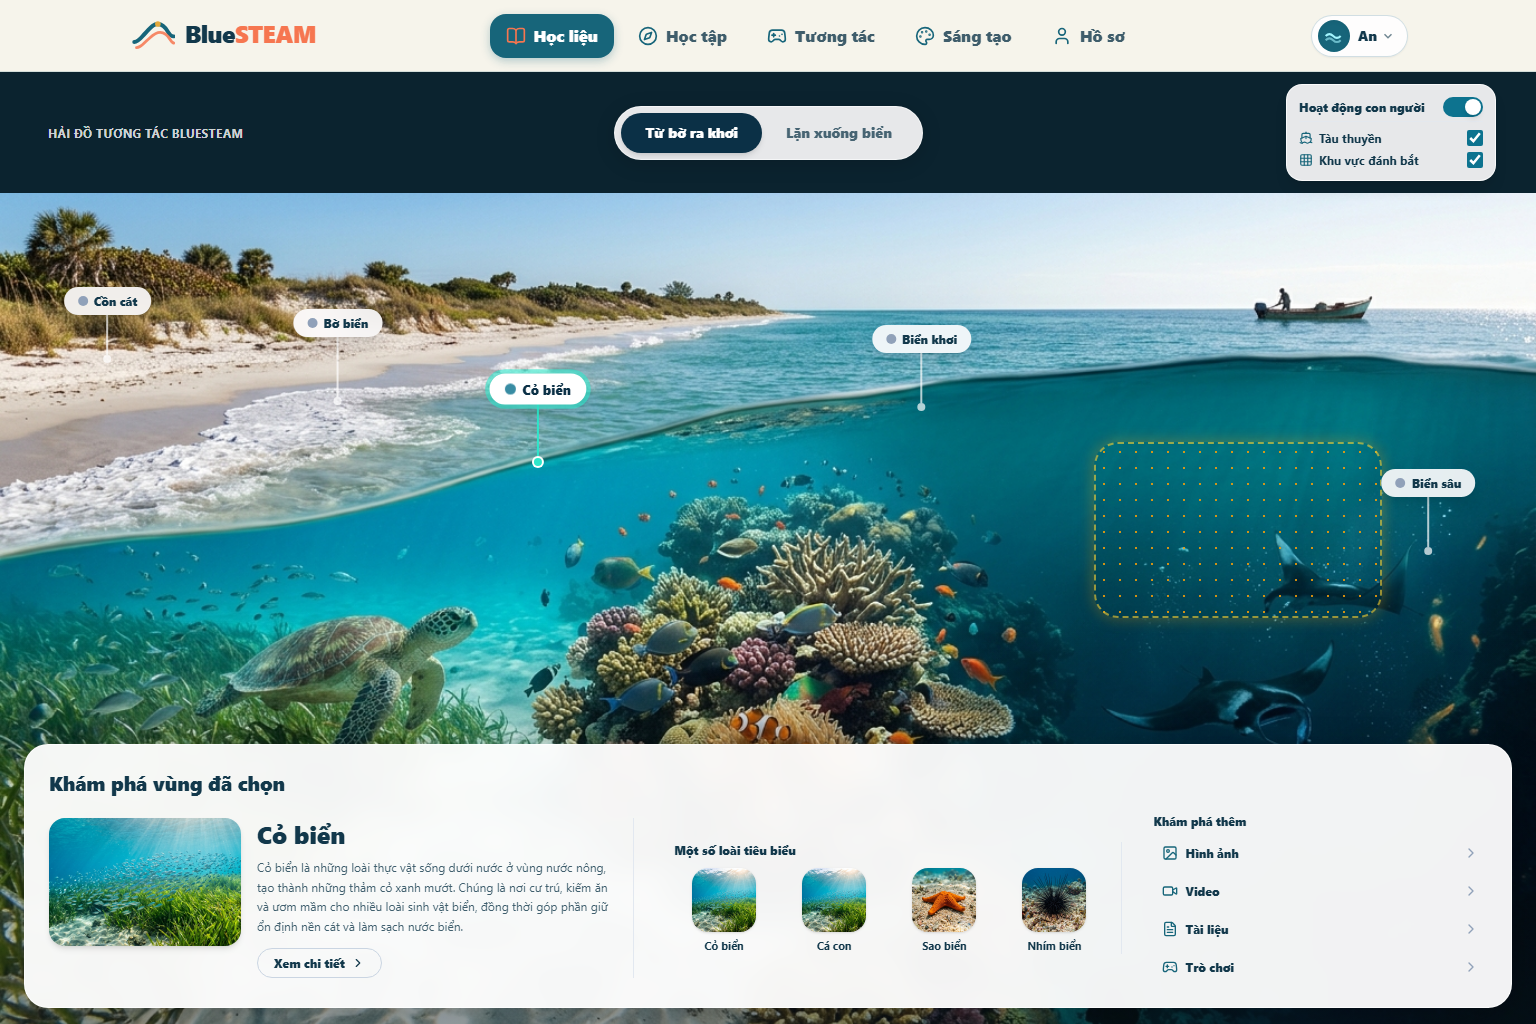 BlueSTEAM
Học liệu
Học tập
Tương tác
Sáng tạo
Hồ sơ
An
HẢI ĐỒ TƯƠNG TÁC BLUESTEAM
Từ bờ ra khơi
Lặn xuống biển
Hoạt động con người
Tàu thuyền
Khu vực đánh bắt
Cồn cát
Bờ biển
Cỏ biển
Biển khơi
Biển sâu
Khám phá vùng đã chọn
Cỏ biển
Cỏ biển là những loài thực vật sống dưới nước ở vùng nước nông,
tạo thành những thảm cỏ xanh mướt. Chúng là nơi cư trú, kiếm ăn
và ươm mầm cho nhiều loài sinh vật biển, đồng thời góp phần giữ
ổn định nền cát và làm sạch nước biển.
Xem chi tiết
Một số loài tiêu biểu
Cỏ biển
Cá con
Sao biển
Nhím biển
Khám phá thêm
Hình ảnh
Video
Tài liệu
Trò chơi